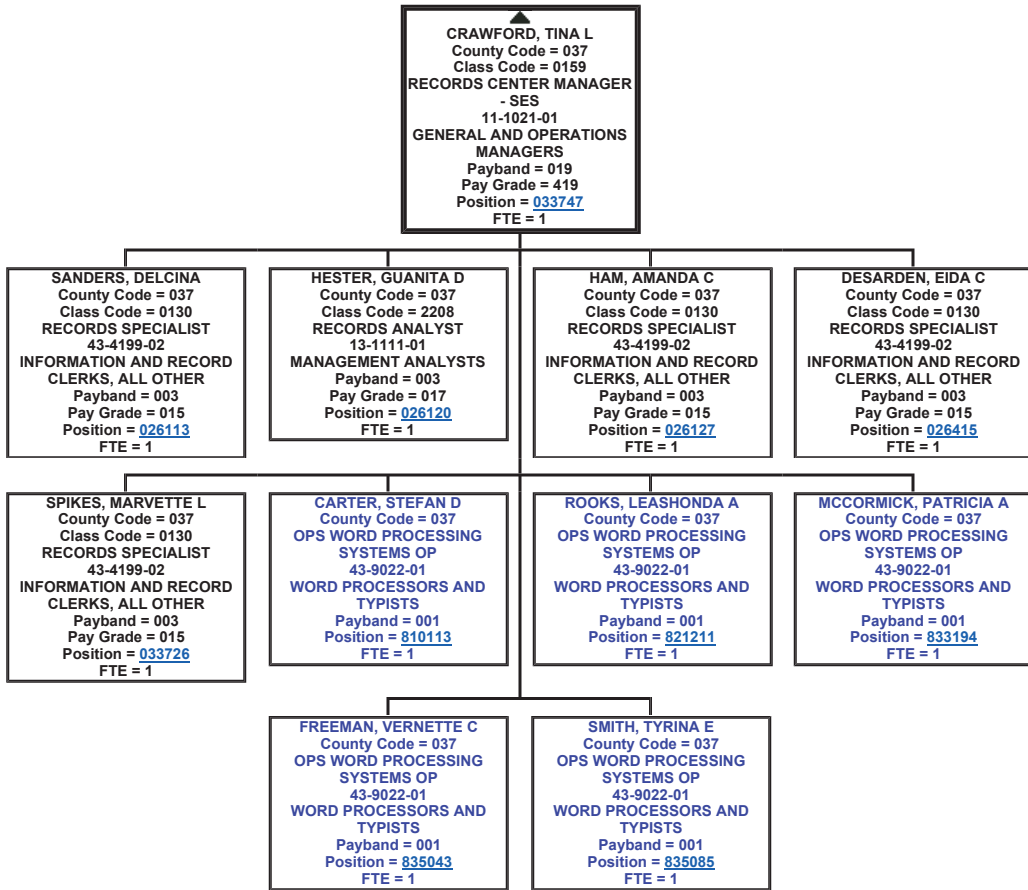 CRAWFORD, TINA L
County Code = 037
Class Code = 0159
RECORDS CENTER MANAGER
- SES
11-1021-01
GENERAL AND OPERATIONS
MANAGERS
Payband = 019
Pay Grade = 419
Position = 033747
FTE = 1
SANDERS, DELCINA
County Code = 037
Class Code = 0130
RECORDS SPECIALIST
43-4199-02
INFORMATION AND RECORD
CLERKS, ALL OTHER
Payband = 003
Pay Grade = 015
Position = 026113
FTE = 1
HESTER, GUANITA D
County Code = 037
Class Code = 2208
RECORDS ANALYST
13-1111-01
MANAGEMENT ANALYSTS
Payband = 003
Pay Grade = 017
Position = 026120
FTE = 1
HAM, AMANDA C
County Code = 037
Class Code = 0130
RECORDS SPECIALIST
43-4199-02
INFORMATION AND RECORD
CLERKS, ALL OTHER
Payband = 003
Pay Grade = 015
Position = 026127
FTE = 1
DESARDEN, EIDA C
County Code = 037
Class Code = 0130
RECORDS SPECIALIST
43-4199-02
INFORMATION AND RECORD
CLERKS, ALL OTHER
Payband = 003
Pay Grade = 015
Position = 026415
FTE = 1
SPIKES, MARVETTE L
County Code = 037
Class Code = 0130
RECORDS SPECIALIST
43-4199-02
INFORMATION AND RECORD
CLERKS, ALL OTHER
Payband = 003
Pay Grade = 015
Position = 033726
FTE = 1
CARTER, STEFAN D
County Code = 037
OPS WORD PROCESSING
SYSTEMS OP
43-9022-01
WORD PROCESSORS AND
TYPISTS
Payband = 001
Position = 810113
FTE = 1
ROOKS, LEASHONDA A
County Code = 037
OPS WORD PROCESSING
SYSTEMS OP
43-9022-01
WORD PROCESSORS AND
TYPISTS
Payband = 001
Position = 821211
FTE = 1
MCCORMICK, PATRICIA A
County Code = 037
OPS WORD PROCESSING
SYSTEMS OP
43-9022-01
WORD PROCESSORS AND
TYPISTS
Payband = 001
Position = 833194
FTE = 1
FREEMAN, VERNETTE C
County Code = 037
OPS WORD PROCESSING
SYSTEMS OP
43-9022-01
WORD PROCESSORS AND
TYPISTS
Payband = 001
Position = 835043
FTE = 1
SMITH, TYRINA E
County Code = 037
OPS WORD PROCESSING
SYSTEMS OP
43-9022-01
WORD PROCESSORS AND
TYPISTS
Payband = 001
Position = 835085
FTE = 1